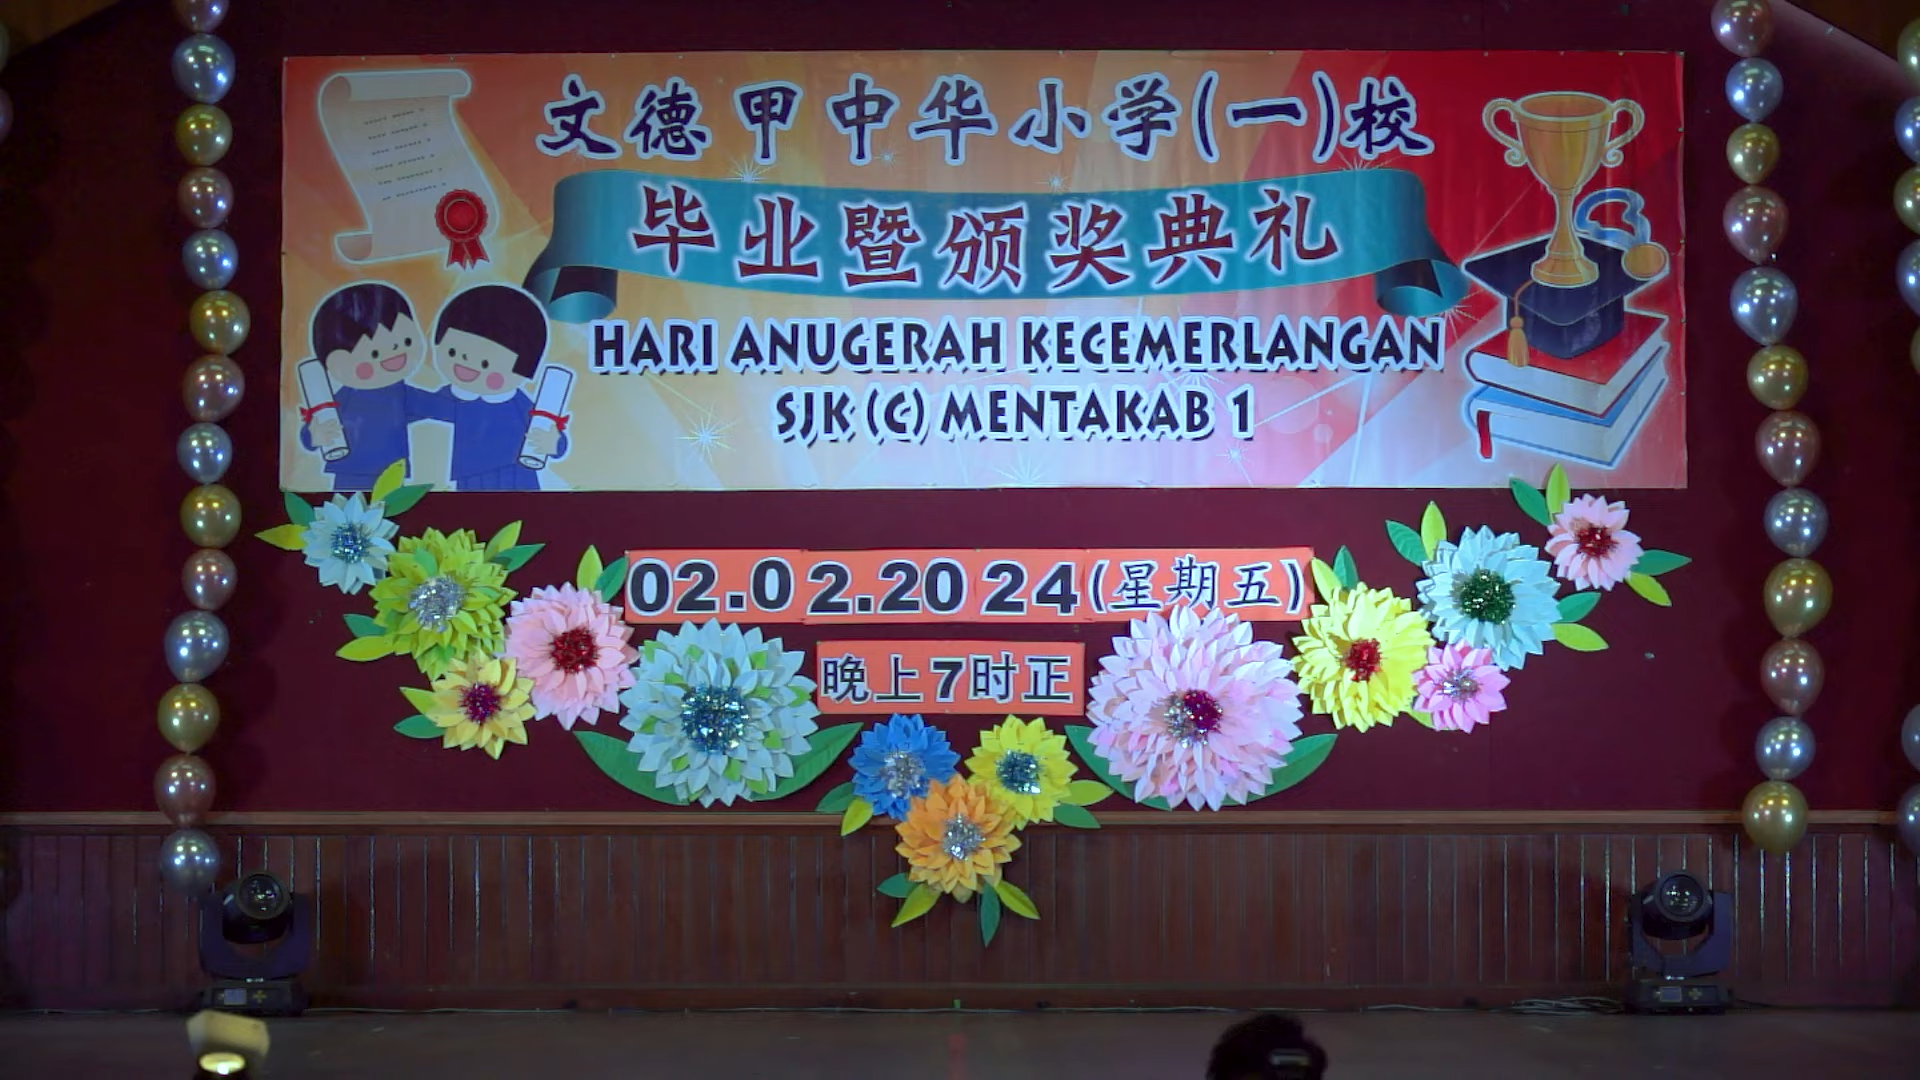 文德甲中华小学(一)校
毕业暨颁奖典礼
HARI ANUGERAH KECEMERLANGAN
SJK (C) MENTAKAB 1
02.02.2024(星期五)
晚上7时正